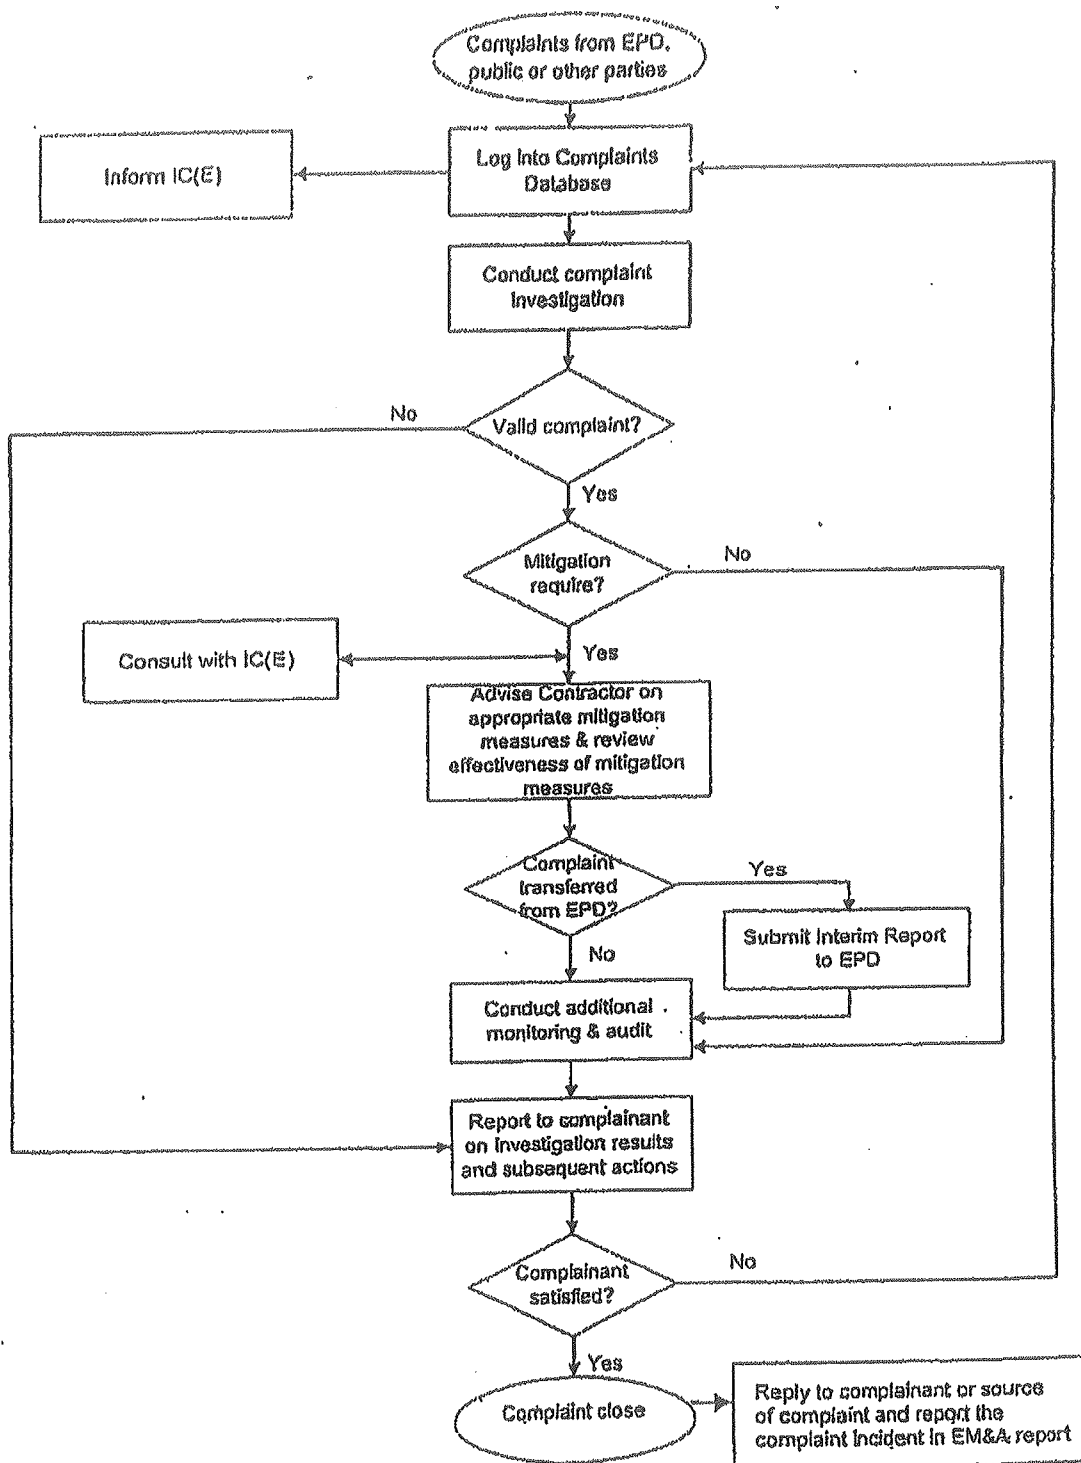 Complaints from EPD,
public or other parties
Inform IC(E)
Log Into Complaints
Database
Conduct complaint
Investigation
No
Valid complaint?
Yes
Mitigation
require?
No
Consult with IC(E)
Yes
Advise Contractor on
appropriate mitigation
measures & review
effectiveness of mitigation
measures
Complaint
transferred
from EPD?
Yes
Submit Interim Report
to EPD
No
Conduct additional
monitoring & audit
Report to complainant
on investigation results
and subsequent actions
Complainant
satisfied?
No
Yes
Complaint close
Reply to complainant or source
of complaint and report the
complaint incident in EM&A report